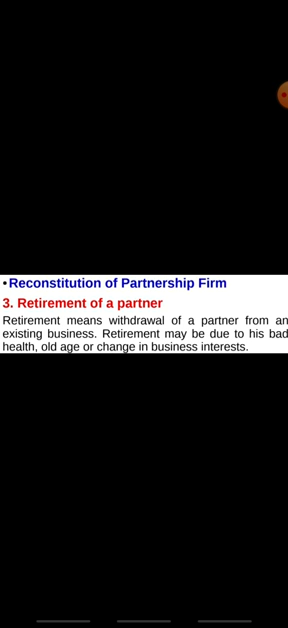 •Reconstitution of Partnership Firm
3. Retirement of a partner
Retirement means withdrawal of a partner from an
existing business. Retirement may be due to his bad
health, old age or change in business interests.